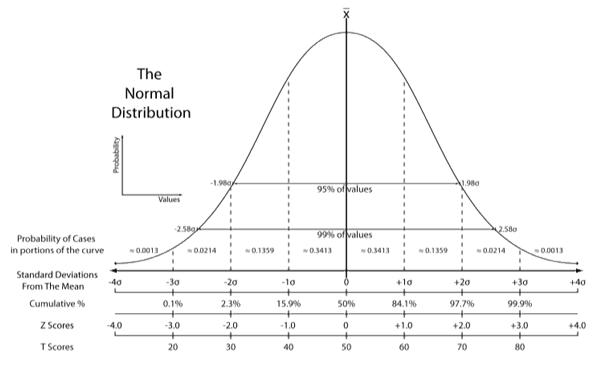 X̄
The
Normal
Distribution
Probability
Values
-1.98σ 1.98σ
95% of values
-2.58σ 2.58σ
99% of values
Probability of Cases
in portions of the curve
≈ 0.0013 ≈ 0.0214 ≈ 0.1359 ≈ 0.3413 ≈ 0.3413 ≈ 0.1359 ≈ 0.0214 ≈ 0.0013
Standard Deviations
From The Mean
-4σ -3σ -2σ -1σ 0 +1σ +2σ +3σ +4σ
Cumulative % 0.1% 2.3% 15.9% 50% 84.1% 97.7% 99.9%
Z Scores -4.0 -3.0 -2.0 -1.0 0 +1.0 +2.0 +3.0 +4.0
T Scores 20 30 40 50 60 70 80